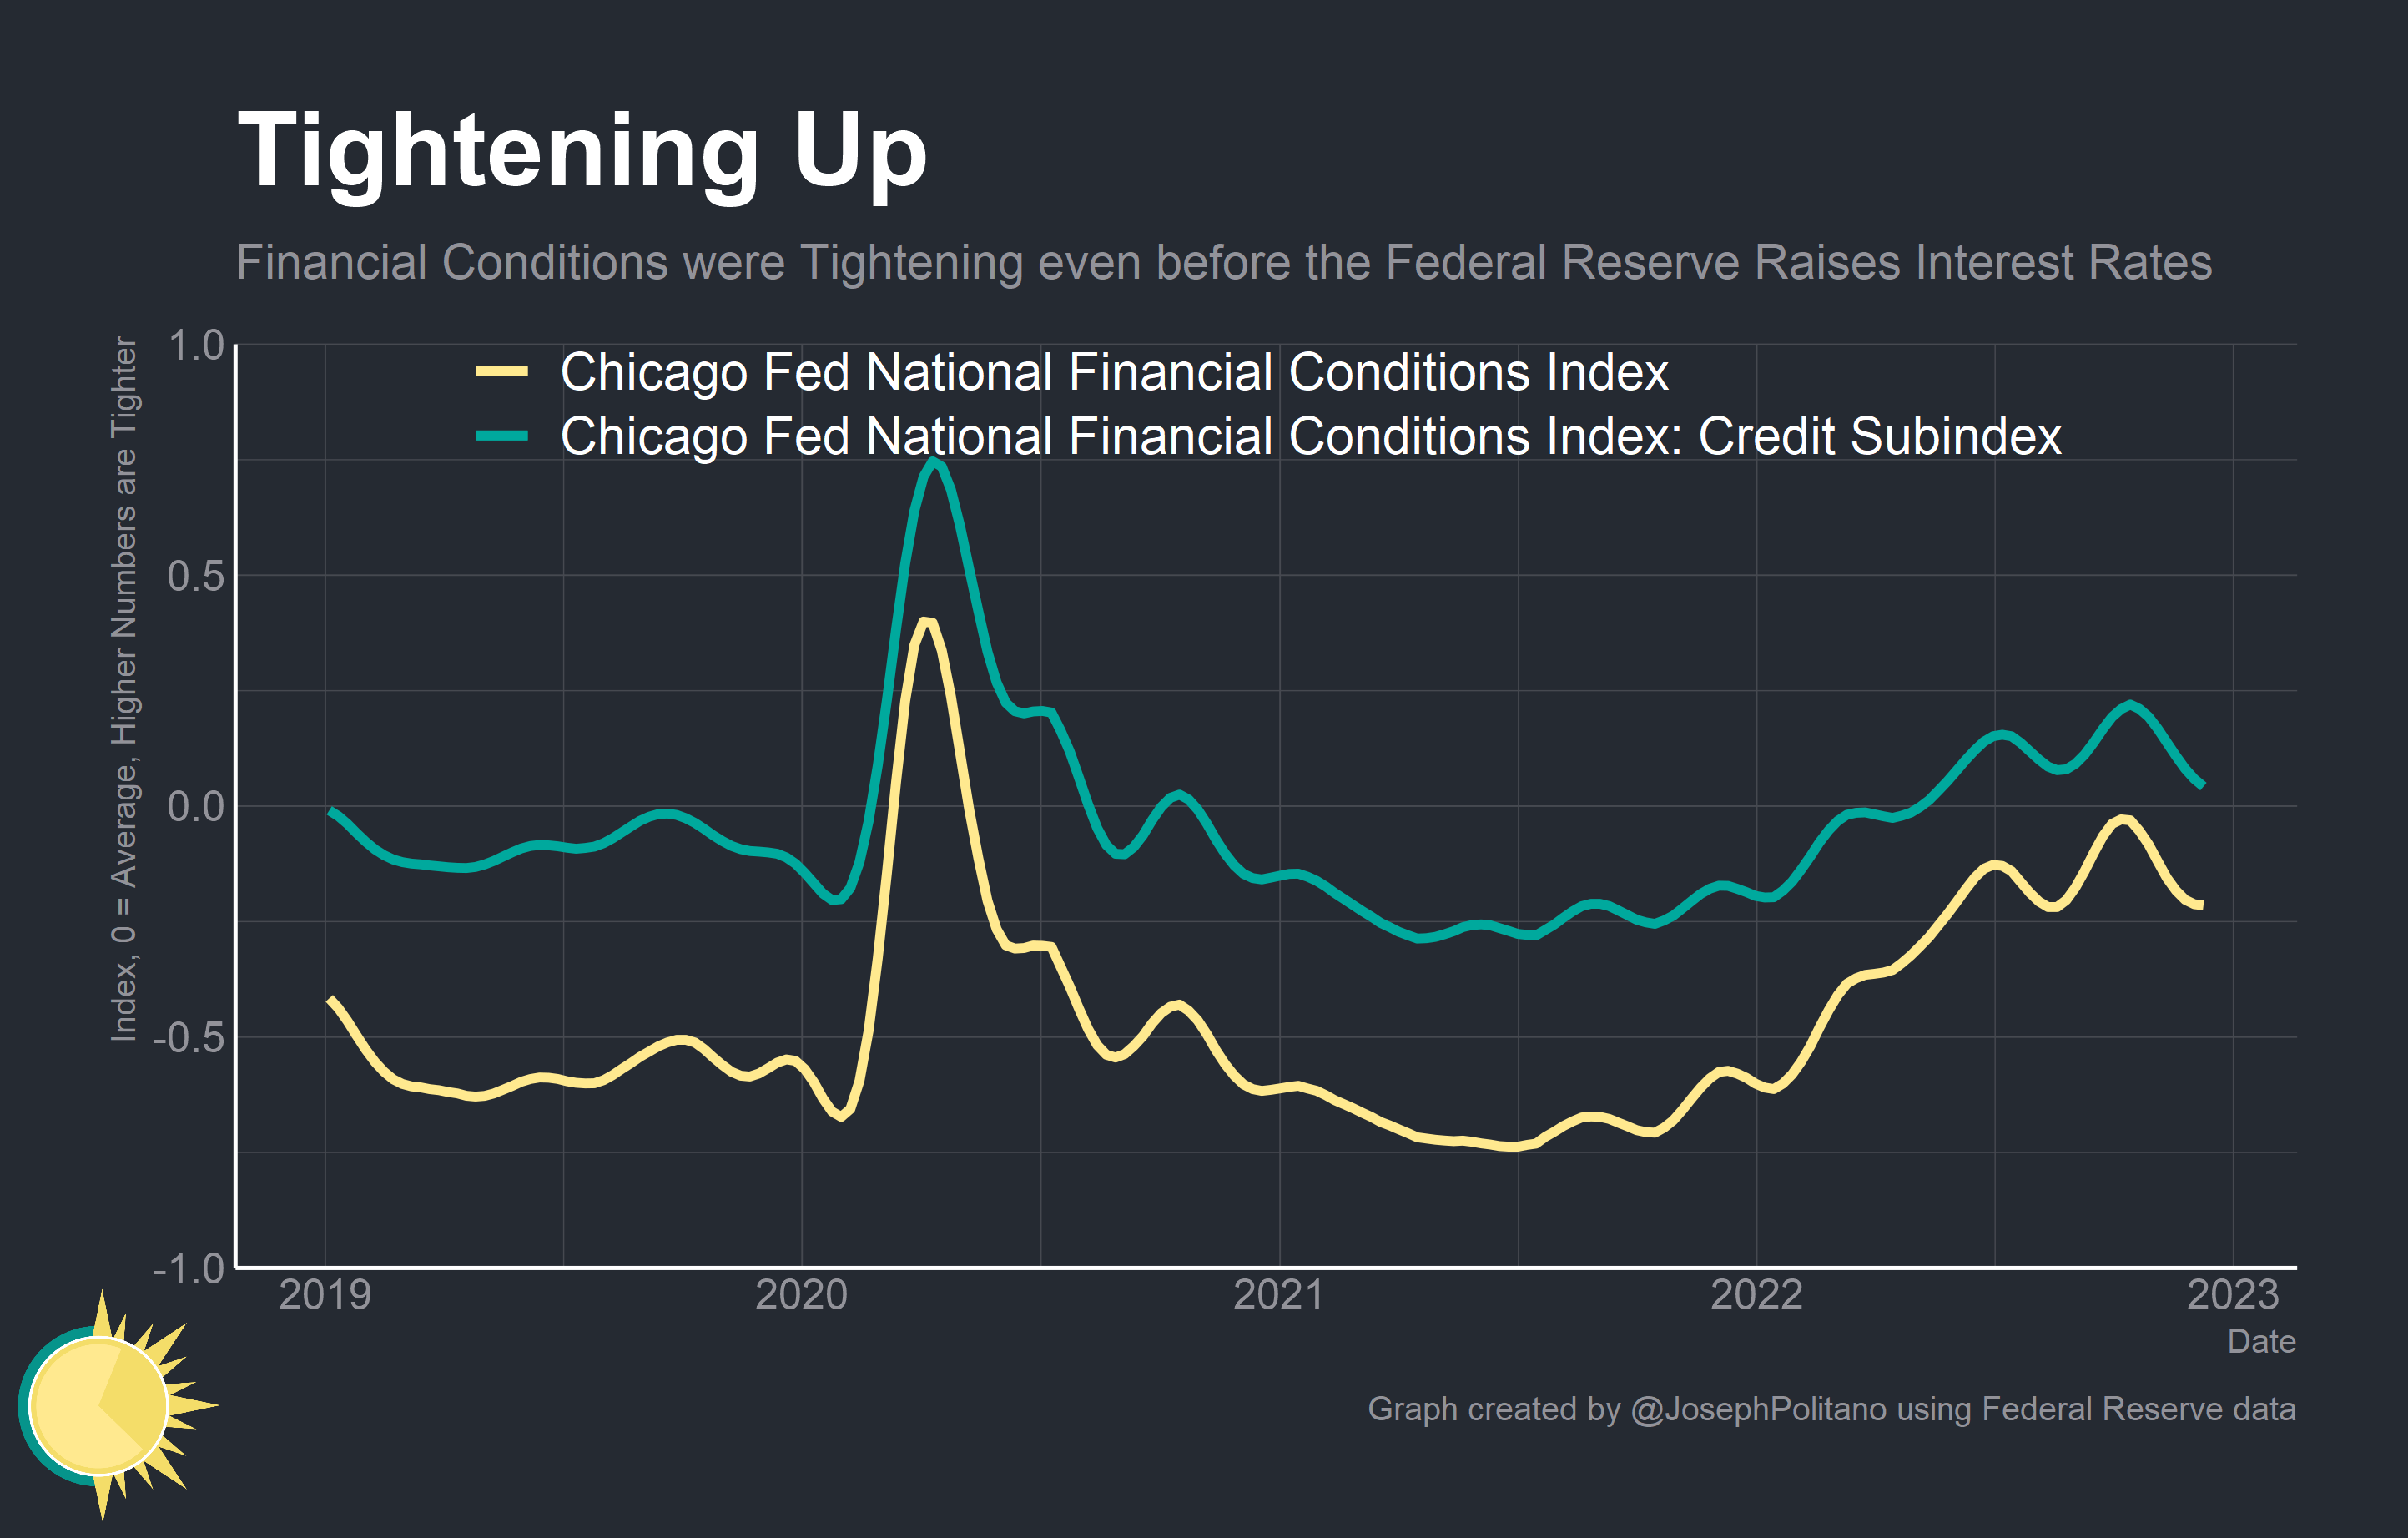 Tightening Up
Financial Conditions were Tightening even before the Federal Reserve Raises Interest Rates
Index, 0 = Average, Higher Numbers are Tighter
1.0
0.5
0.0
-0.5
-1.0
Chicago Fed National Financial Conditions Index
Chicago Fed National Financial Conditions Index: Credit Subindex
2019
2020
2021
2022
2023
Date
Graph created by @JosephPolitano using Federal Reserve data